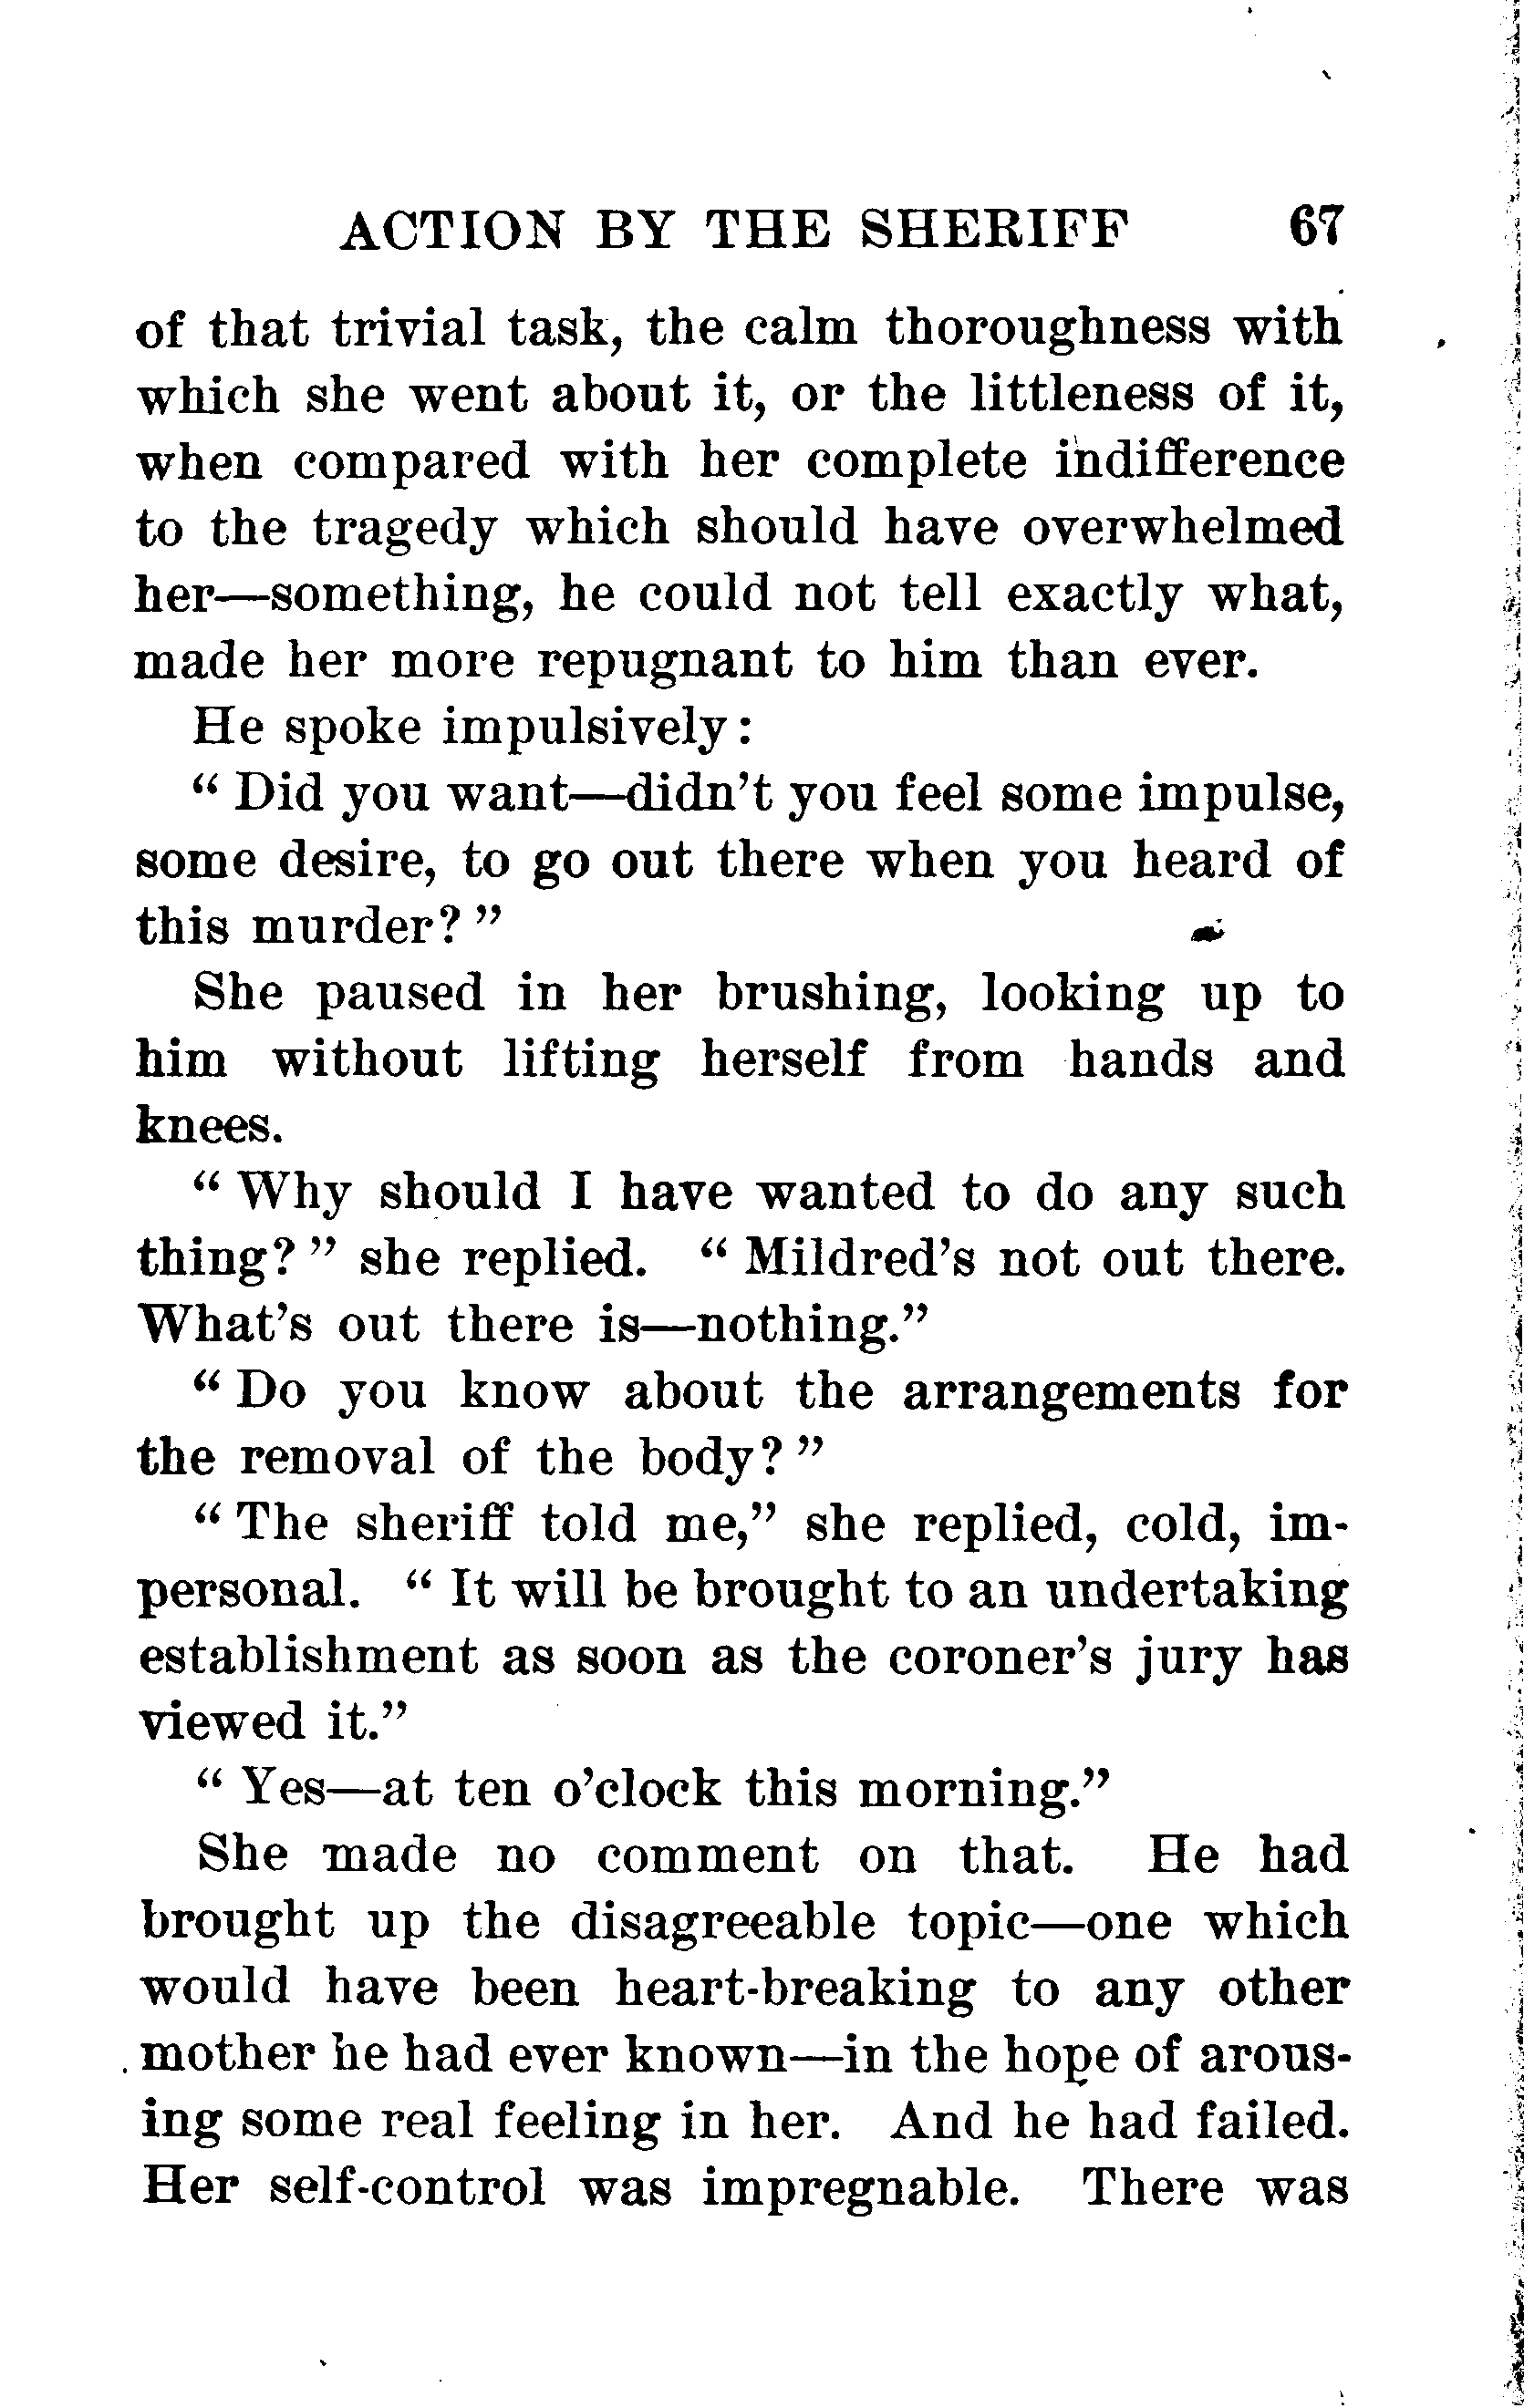 ACTION BY THE SHERIFF 67
of that trivial task, the calm thoroughness with
which she went about it, or the littleness of it,
when compared with her complete indifference
to the tragedy which should have overwhelmed
her—something, he could not tell exactly what,
made her more repugnant to him than ever.
He spoke impulsively:
“ Did you want—didn’t you feel some impulse,
some desire, to go out there when you heard of
this murder? ”
She paused in her brushing, looking up to
him without lifting herself from hands and
knees.
“ Why should I have wanted to do any such
thing? ” she replied. “ Mildred’s not out there.
What’s out there is—nothing.”
“ Do you know about the arrangements for
the removal of the body? ”
“ The sheriff told me,” she replied, cold, im-
personal. “ It will be brought to an undertaking
establishment as soon as the coroner’s jury has
viewed it.”
“ Yes—at ten o’clock this morning.”
She made no comment on that. He had
brought up the disagreeable topic—one which
would have been heart-breaking to any other
mother he had ever known—in the hope of arous-
ing some real feeling in her. And he had failed.
Her self-control was impregnable. There was